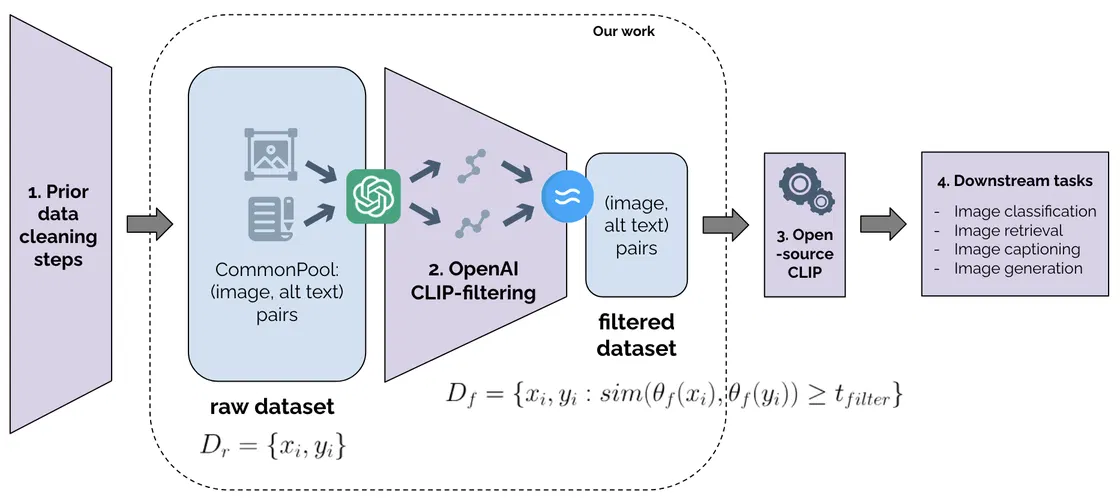 Our work
1. Prior
data
cleaning
steps
CommonPool:
(image, alt text)
pairs
raw dataset
D_r = {x_i, y_i}
2. OpenAI
CLIP-filtering
(image,
alt text)
pairs
filtered
dataset
D_f = {x_i, y_i : sim(θ_f(x_i), θ_f(y_i)) ≥ t_{filter}}
3. Open
-source
CLIP
4. Downstream tasks
- Image classification
- Image retrieval
- Image captioning
- Image generation